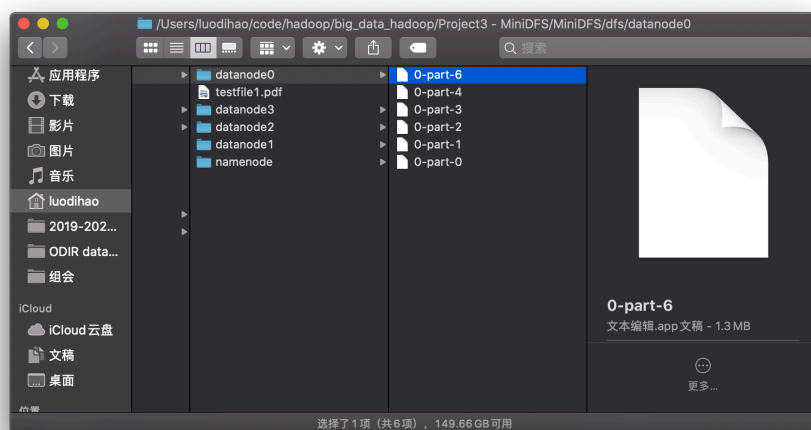 /Users/luodihao/code/hadoop/big_data_hadoop/Project3 - MiniDFS/MiniDFS/dfs/datanode0
搜索
应用程序
下载
影片
图片
音乐
luodihao
2019-202...
ODIR data...
组会
iCloud
iCloud云盘
文稿
桌面
位置
datanode0
testfile1.pdf
datanode3
datanode2
datanode1
namenode
0-part-6
0-part-4
0-part-3
0-part-2
0-part-1
0-part-0
0-part-6
文本编辑.app文稿 - 1.3 MB
更多...
选择了1项（共6项），149.66 GB可用